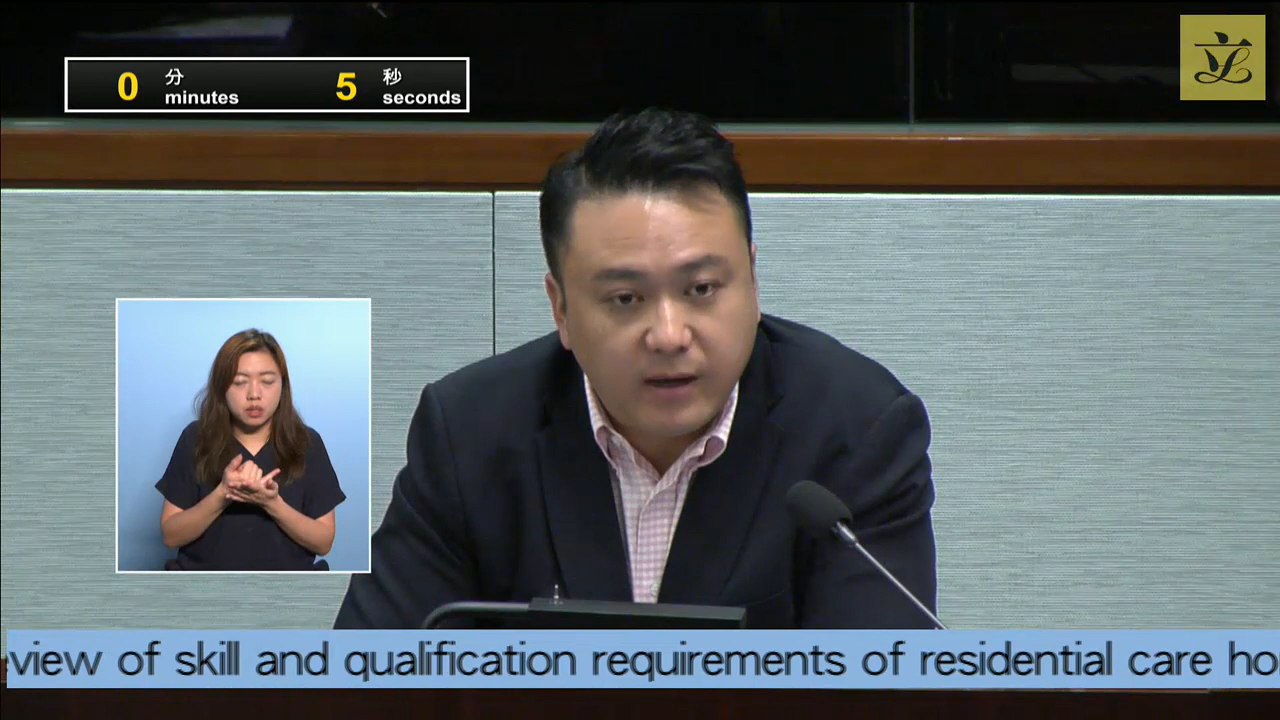 0 分 5 秒
minutes seconds
view of skill and qualification requirements of residential care ho